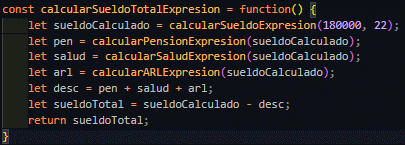 const calcularSueldoTotalExpresion = function() {
let sueldoCalculado = calcularSueldoExpresion(180000, 22);
let pen = calcularPensionExpresion(sueldoCalculado);
let salud = calcularSaludExpresion(sueldoCalculado);
let arl = calcularARLExpresion(sueldoCalculado);
let desc = pen + salud + arl;
let sueldoTotal = sueldoCalculado - desc;
return sueldoTotal;
}